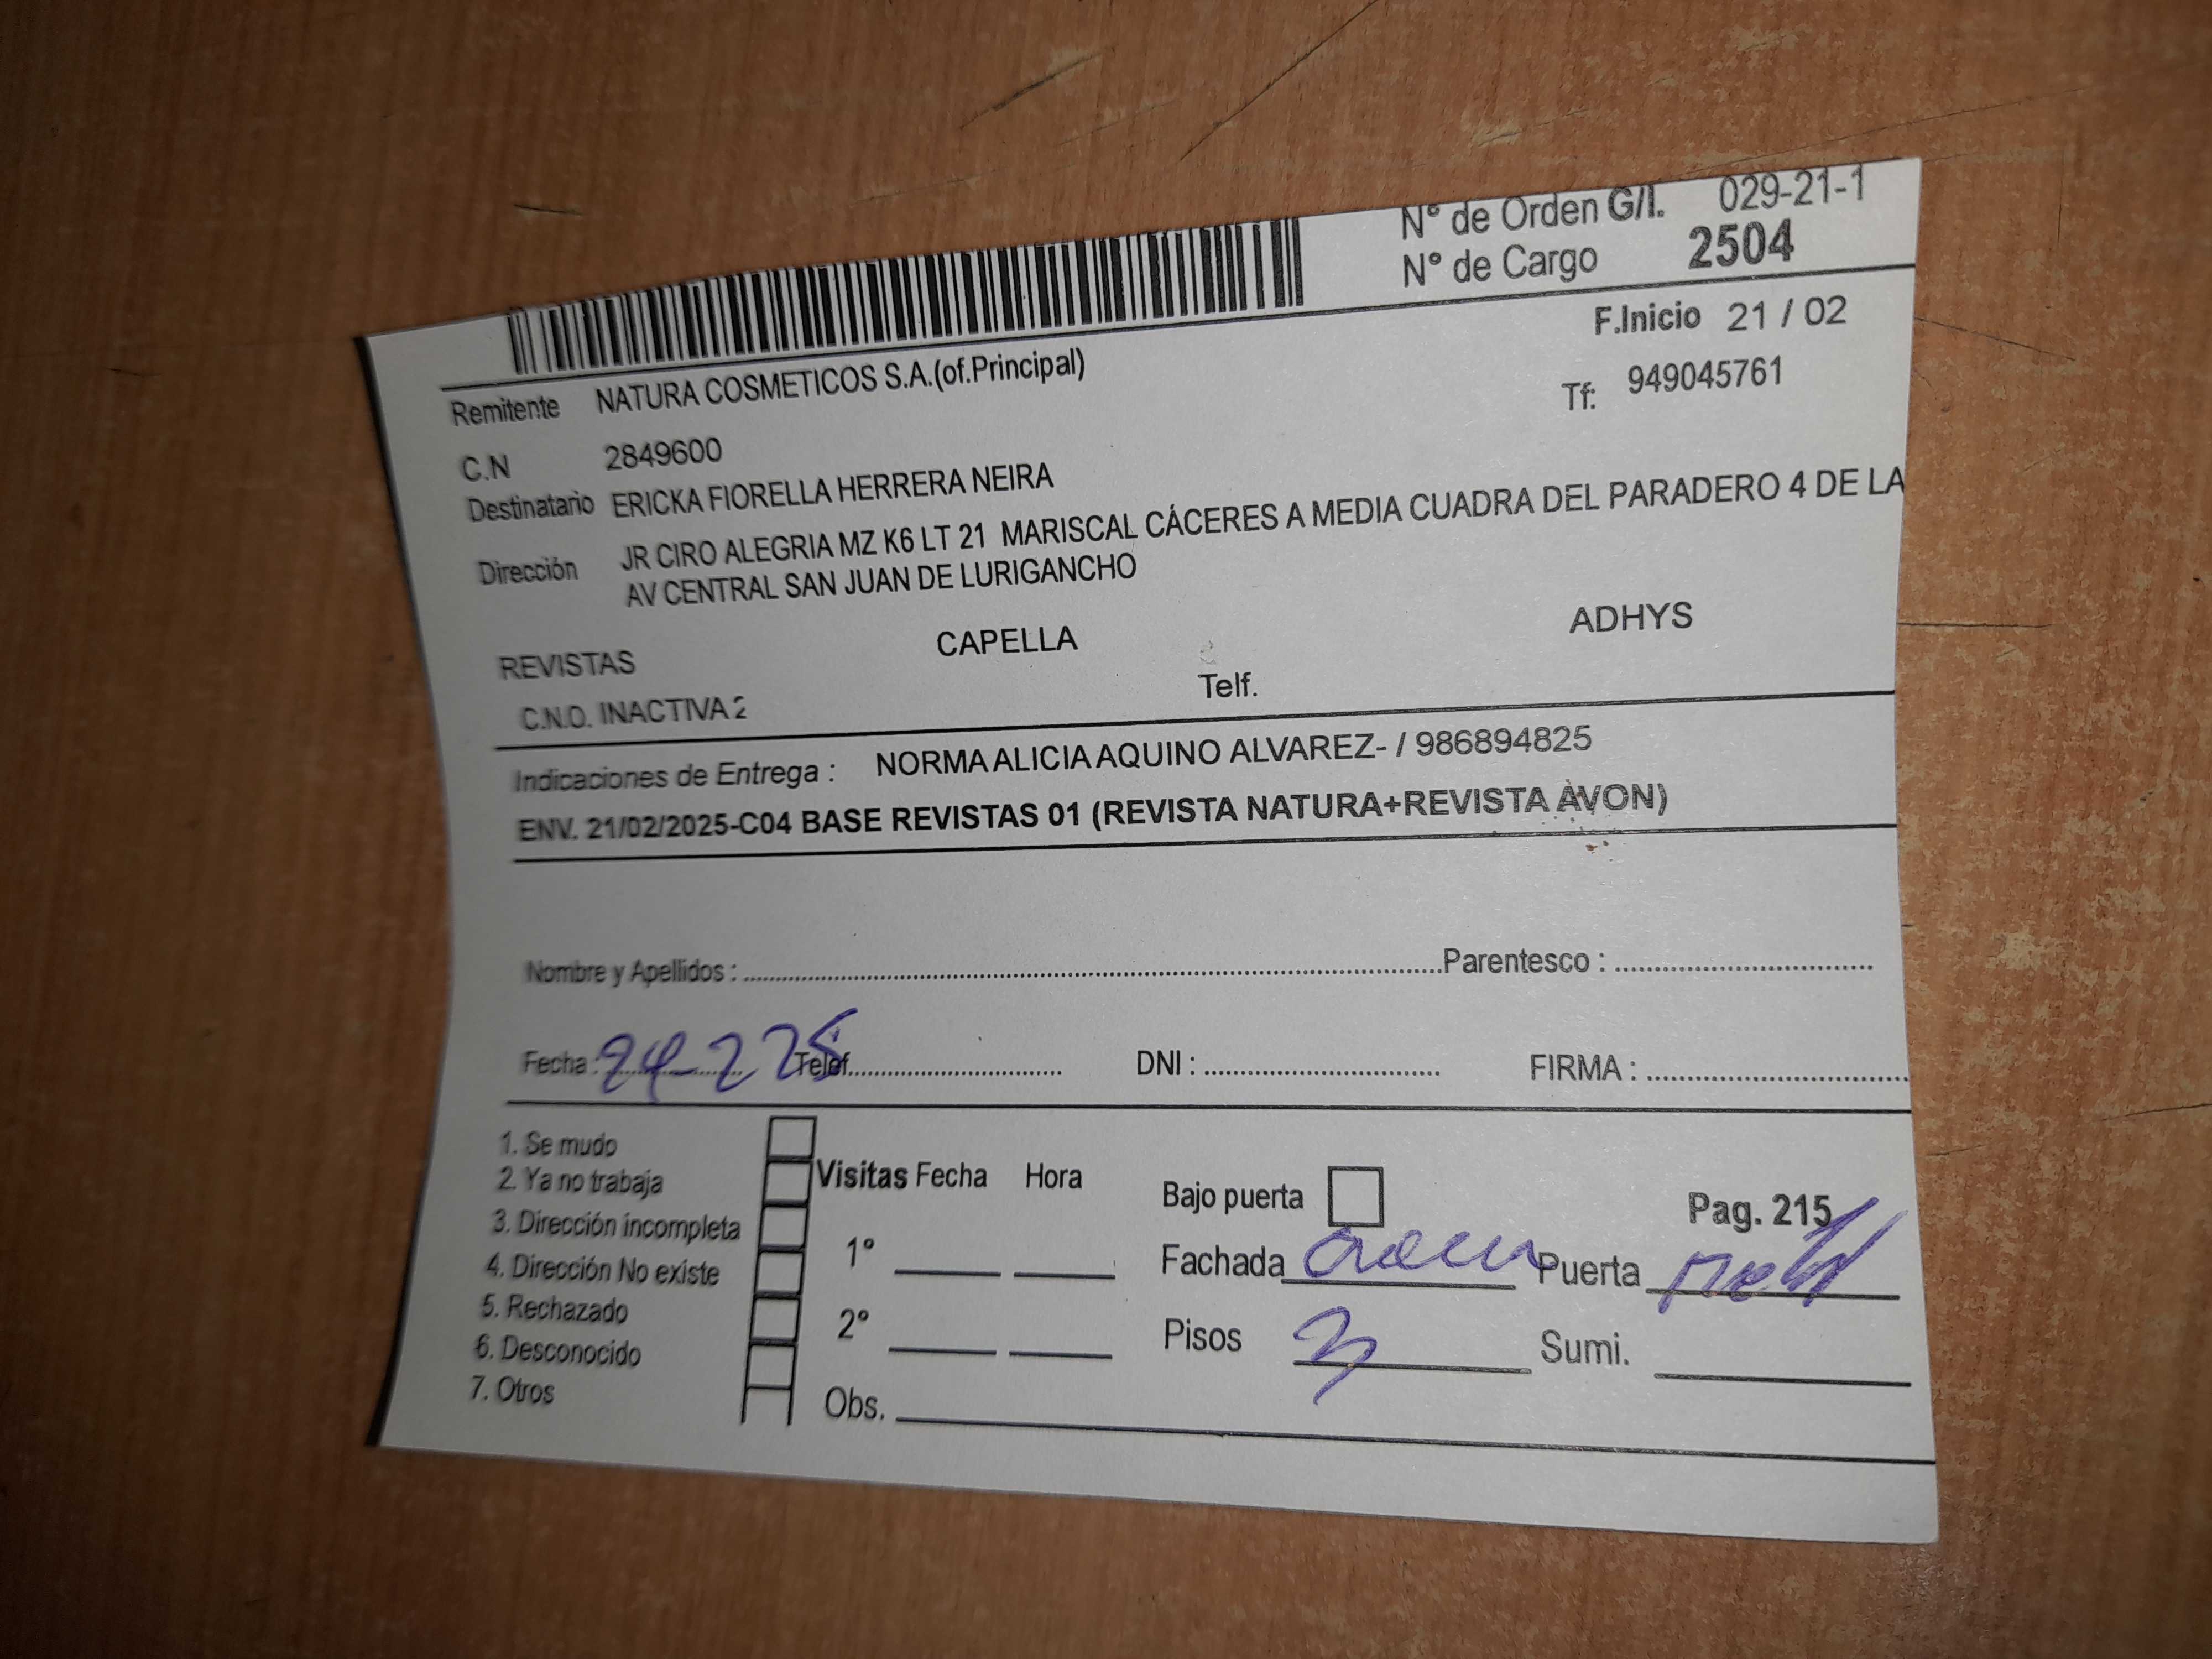 N° de Orden G/I. 029-21-1
N° de Cargo 2504
F.Inicio 21 / 02
Remitente NATURA COSMETICOS S.A.(of.Principal)
Tf: 949045761
C.N 2849600
Destinatario ERICKA FIORELLA HERRERA NEIRA
Dirección JR CIRO ALEGRIA MZ K6 LT 21 MARISCAL CÁCERES A MEDIA CUADRA DEL PARADERO 4 DE LA
AV CENTRAL SAN JUAN DE LURIGANCHO
REVISTAS CAPELLA ADHYS
C.N.O. INACTIVA 2 Telf.
Indicaciones de Entrega : NORMA ALICIA AQUINO ALVAREZ- / 986894825
ENV. 21/02/2025-C04 BASE REVISTAS 01 (REVISTA NATURA+REVISTA AVON)
Nombre y Apellidos : Parentesco :
Fecha : 24-2 25 Telef. DNI : FIRMA :
1. Se mudo
2. Ya no trabaja
3. Dirección incompleta
4. Dirección No existe
5. Rechazado
6. Desconocido
7. Otros
Visitas Fecha Hora
1°
2°
Obs.
Bajo puerta Pag. 215
Fachada Puerta
Pisos 3 Sumi.